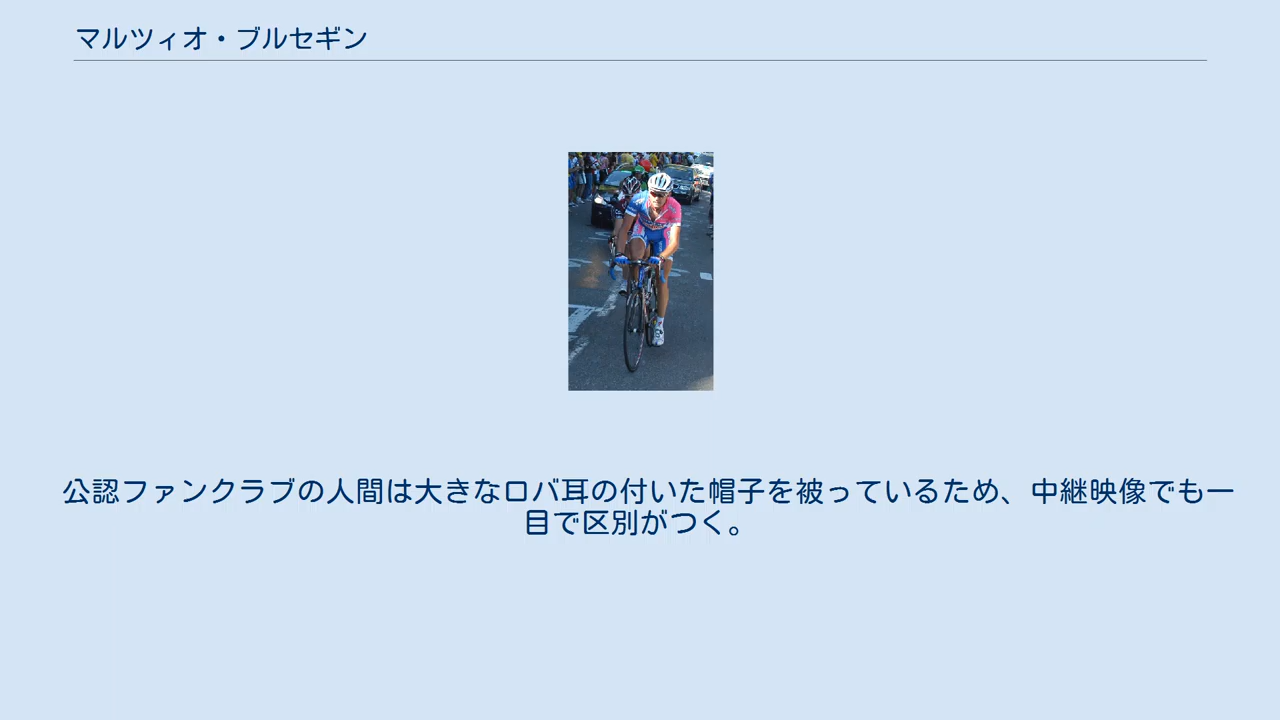 マルツィオ・ブルセギン
公認ファンクラブの人間は大きなロバ耳の付いた帽子を被っているため、中継映像でも一
目で区別がつく。